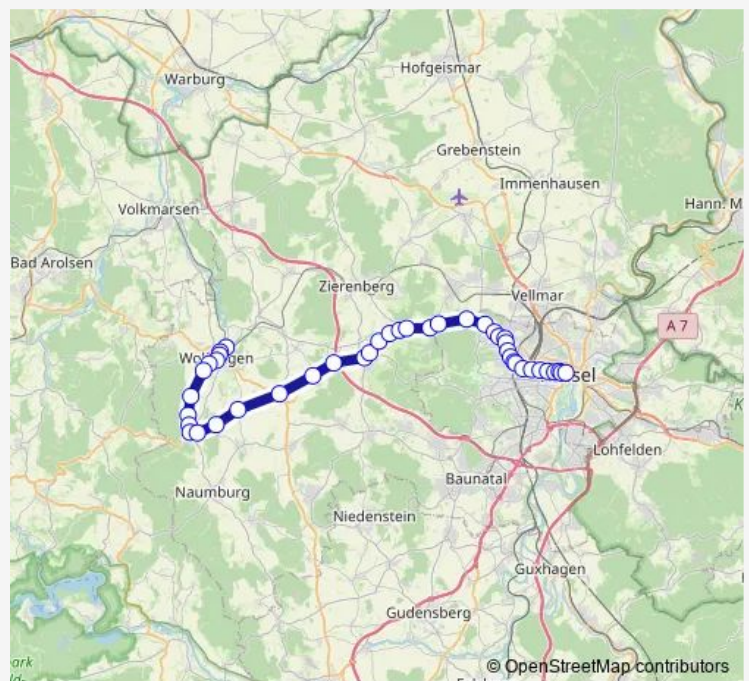 Warburg
Hofgeismar
Grebenstein
Immenhausen
Hann. M
Volkmarsen
Bad Arolsen
Zierenberg
Vellmar
A 7
sel
Lohfelden
Baunatal
Naumburg
Niedenstein
Guxhagen
Gudensberg
© OpenStreetMap contributors